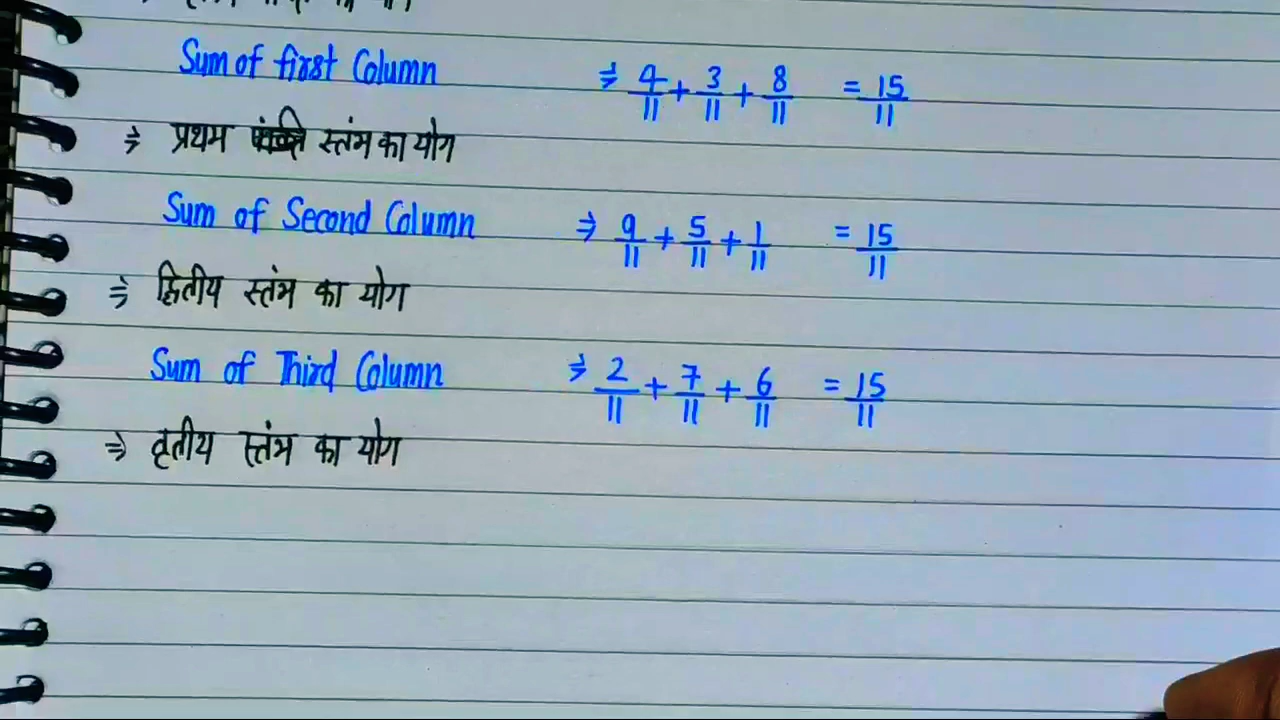 Sum of first Column ⇒ 4/11 + 3/11 + 8/11 = 15/11
⇒ प्रथम स्तंभ का योग
Sum of Second Column ⇒ 9/11 + 5/11 + 1/11 = 15/11
⇒ द्वितीय स्तंभ का योग
Sum of Third Column ⇒ 2/11 + 7/11 + 6/11 = 15/11
⇒ तृतीय स्तंभ का योग